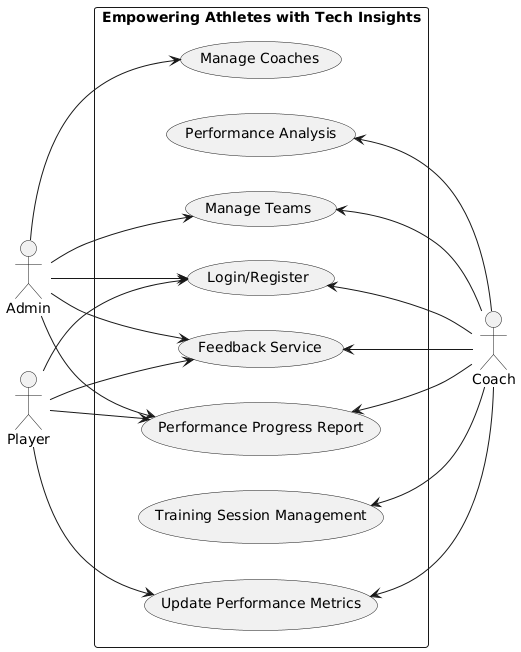 Empowering Athletes with Tech Insights
Manage Coaches
Performance Analysis
Manage Teams
Login/Register
Admin
Feedback Service
Coach
Performance Progress Report
Player
Training Session Management
Update Performance Metrics